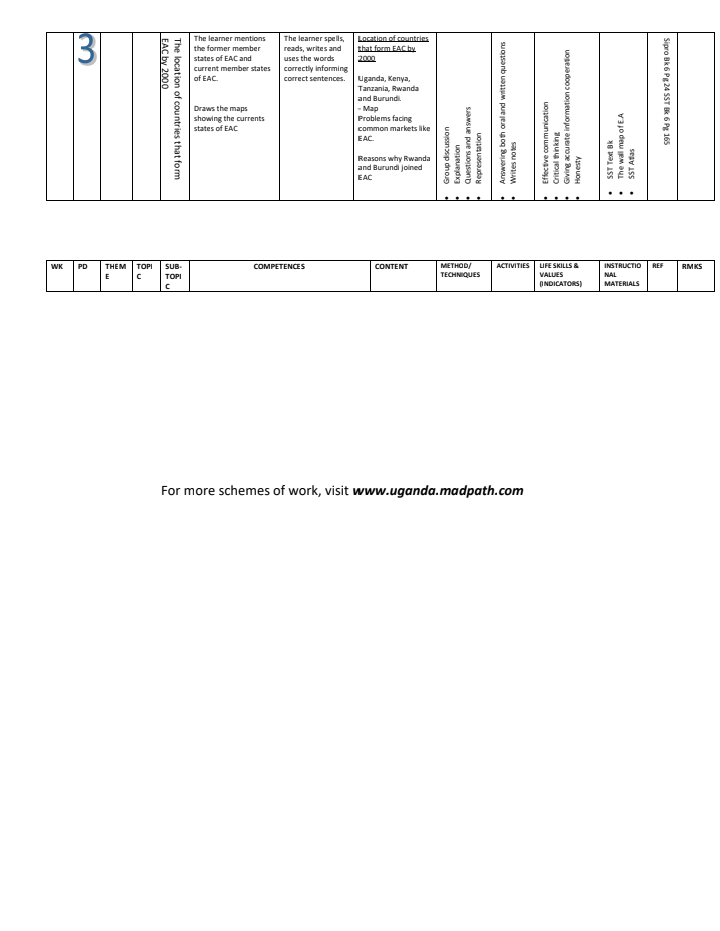 3
The location of countries that form
EAC by 2000
The learner mentions
the former member
states of EAC and
current member states
of EAC.
Draws the maps
showing the currents
states of EAC
The learner spells,
reads, writes and
uses the words
correctly informing
correct sentences.
Location of countries
that form EAC by
2000
Uganda, Kenya,
Tanzania, Rwanda
and Burundi.
- Map
Problems facing
common markets like
EAC.
Reasons why Rwanda
and Burundi joined
EAC
• Group discussion
• Explanation
• Questions and answers
• Representation
• Answering both oral and written questions
• Writes notes
• Effective communication
• Critical thinking
• Giving accurate information cooperation
• Honesty
• SST Text Bk
• The wall map of E.A
• SST Atlas
Sipro Bk 6 Pg 24 SST Bk 6 Pg 165
WK
PD
THEM
E
TOPI
C
SUB-
TOPI
C
COMPETENCES
CONTENT
METHOD/
TECHNIQUES
ACTIVITIES
LIFE SKILLS &
VALUES
(INDICATORS)
INSTRUCTIO
NAL
MATERIALS
REF
RMKS
For more schemes of work, visit www.uganda.madpath.com